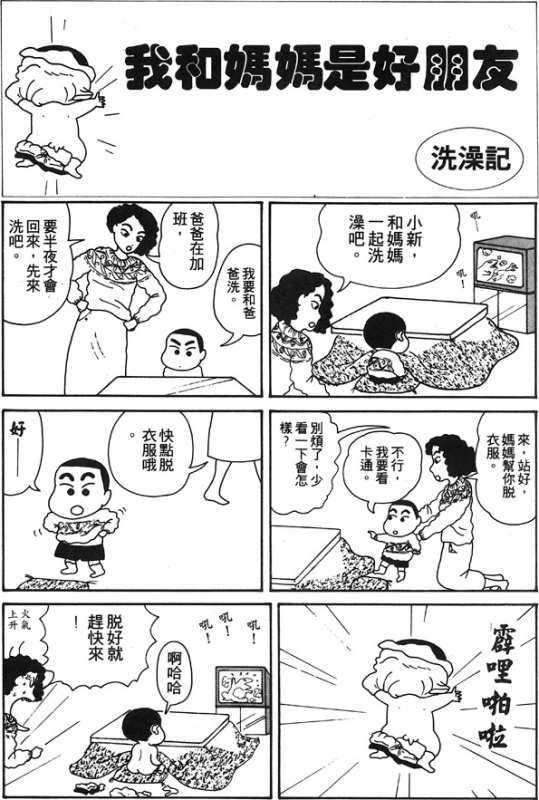 我和媽媽是好朋友
洗澡記
吼
！
吼！
小新，
和媽媽
一起洗
澡吧。
我要和爸
爸洗。
爸爸在加
班，
要半夜才會
回來，先來
洗吧。
來，站好，
媽媽幫你脫
衣服。
不行，
我要看
卡通。
別煩了，少
看一下會怎
樣？
快點脫
衣服哦
。
好——
霹哩啪啦
吼！
吼！
吼！
啊哈哈
脫好就
趕快來
！
火氣
上升